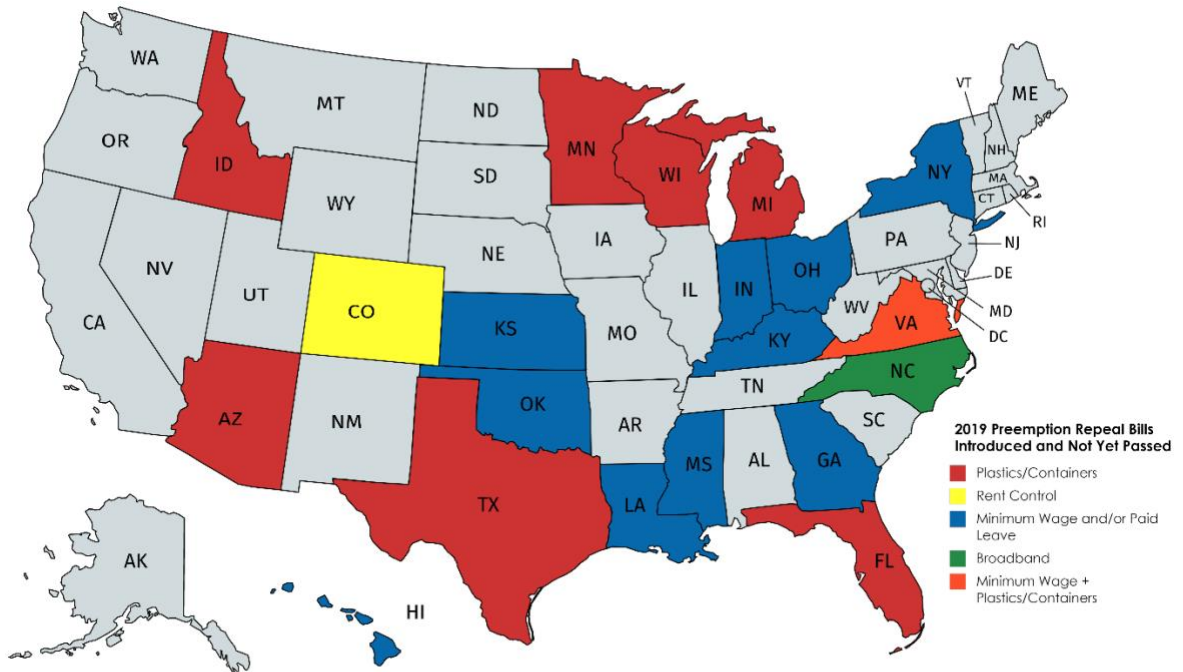 WA
MT
ND
MN
VT
ME
OR
ID
SD
WI
MI
NY
NH
MA
CT
RI
WY
IA
PA
NJ
NV
NE
IL
IN
OH
DE
UT
CO
KS
MO
WV
VA
MD
DC
CA
KY
AZ
NM
OK
AR
TN
NC
SC
TX
LA
MS
AL
GA
FL
AK
HI
2019 Preemption Repeal Bills
Introduced and Not Yet Passed
Plastics/Containers
Rent Control
Minimum Wage and/or Paid
Leave
Broadband
Minimum Wage +
Plastics/Containers